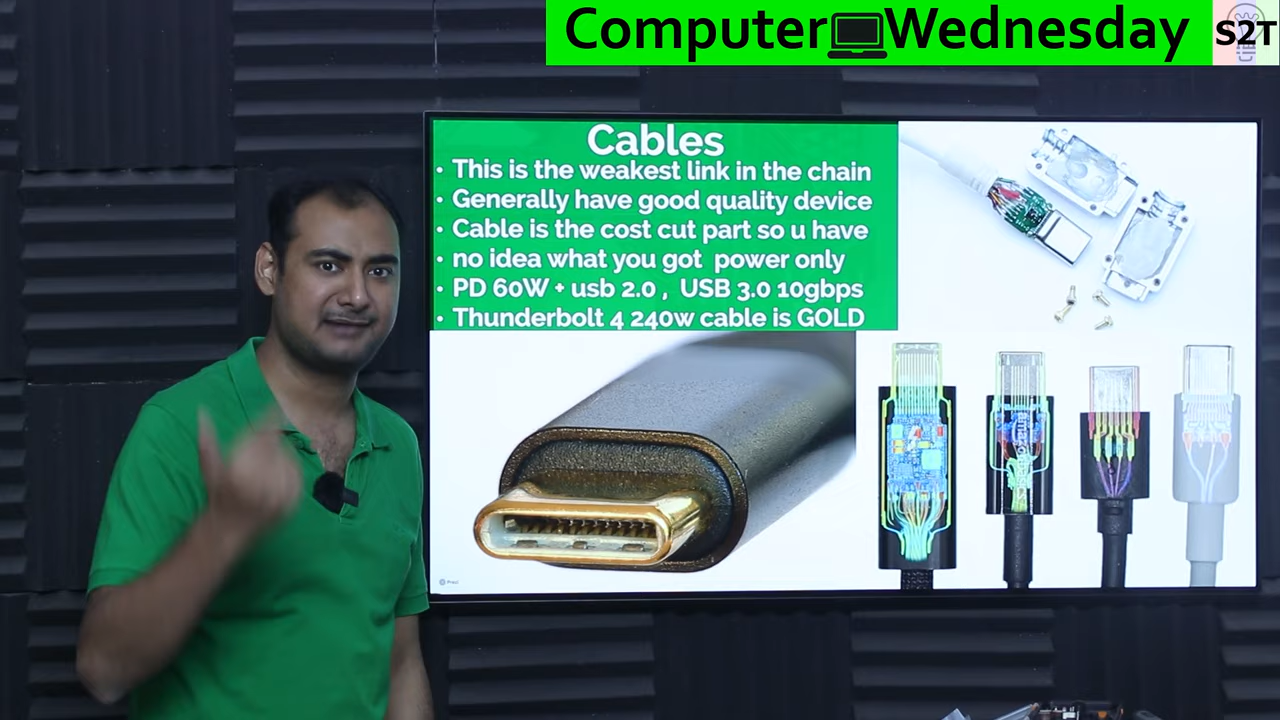 Computer Wednesday
S2T
Cables
• This is the weakest link in the chain
• Generally have good quality device
• Cable is the cost cut part so u have
• no idea what you got power only
• PD 60W + usb 2.0 , USB 3.0 10gbps
• Thunderbolt 4 240w cable is GOLD
Prezi